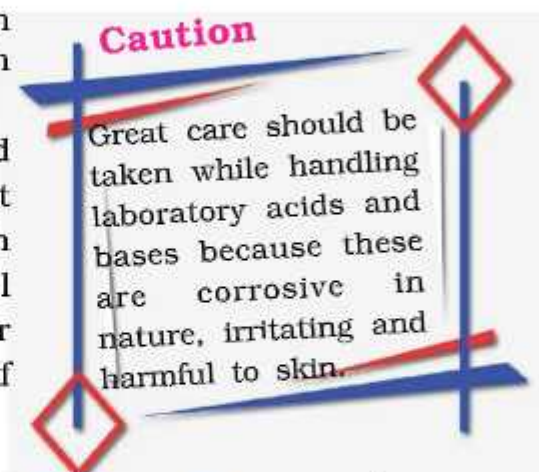 Caution
Great care should be
taken while handling
laboratory acids and
bases because these
are corrosive in
nature, irritating and
harmful to skin.